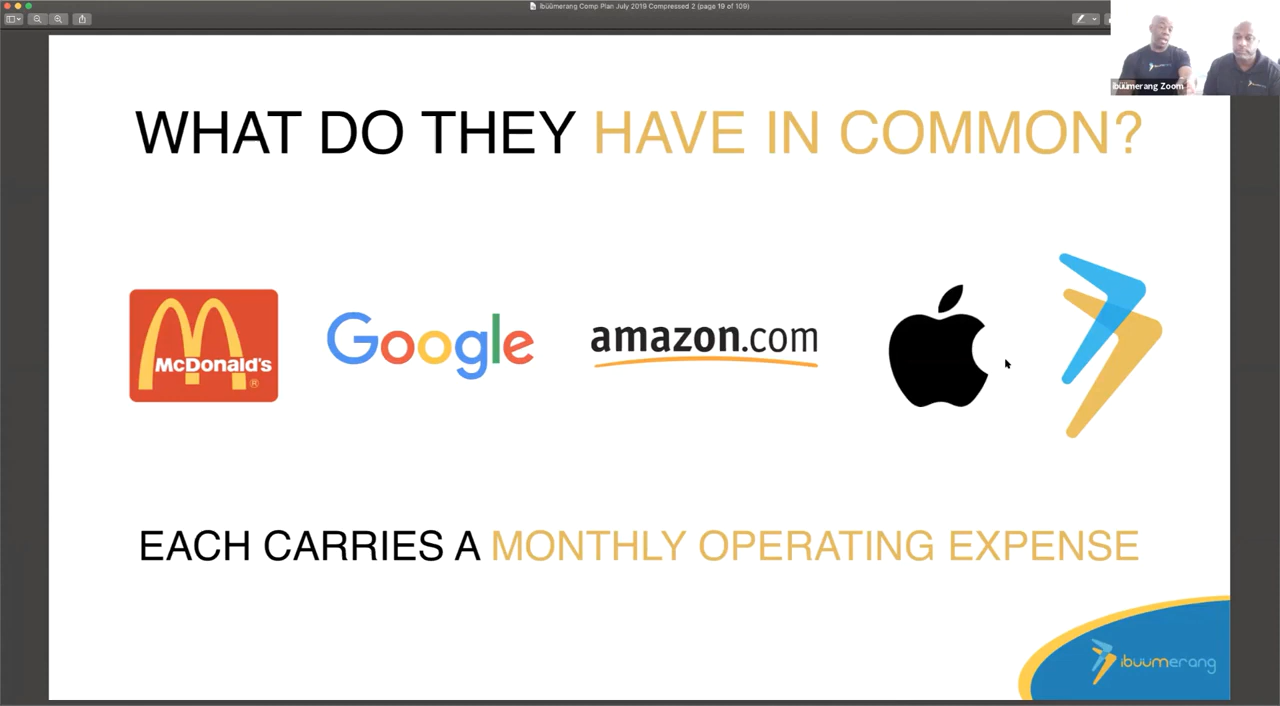 ibüümerang Comp Plan July 2019 Compressed 2 (page 19 of 109)
ibüümerang Zoom
WHAT DO THEY HAVE IN COMMON?
McDonald's
®
Google
amazon.com
EACH CARRIES A MONTHLY OPERATING EXPENSE
ibuumerang